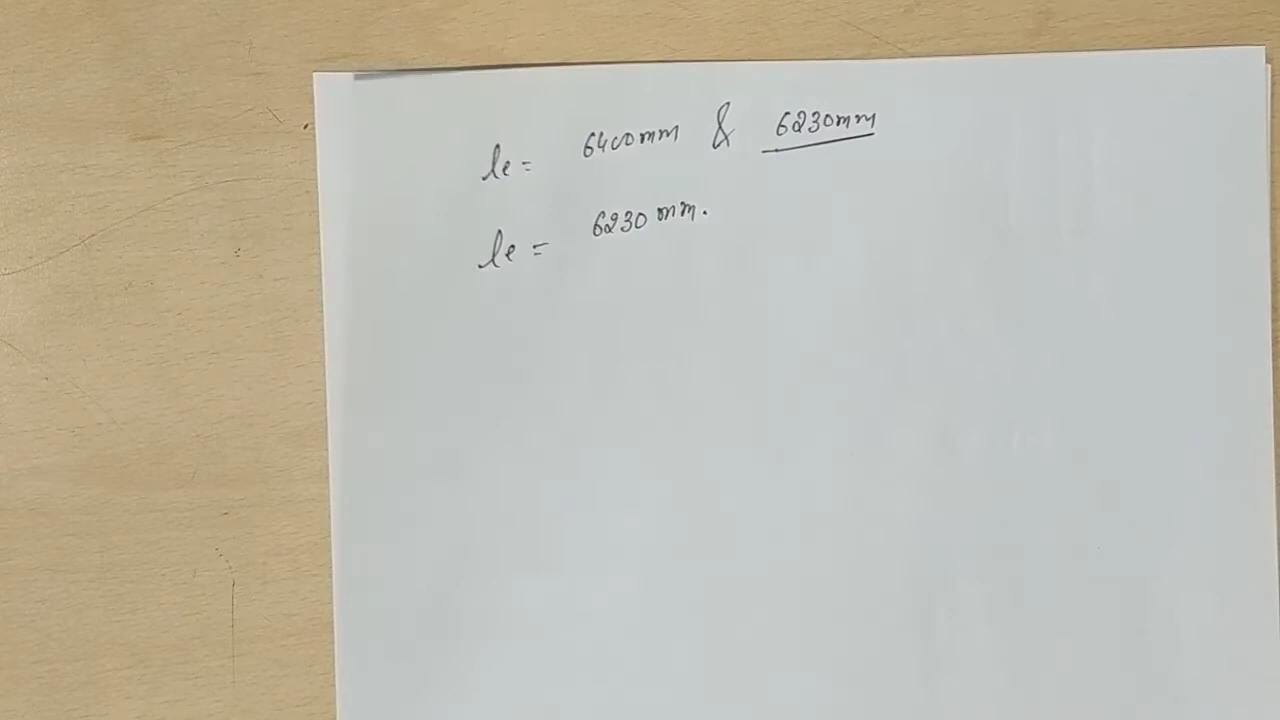 le = 6400mm & 6230mm
le = 6230 mm.